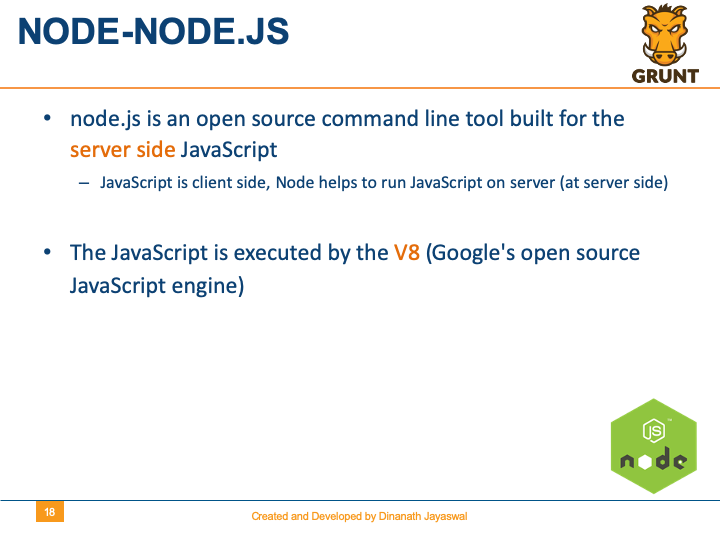 NODE-NODE.JS
GRUNT
• node.js is an open source command line tool built for the
server side JavaScript
– JavaScript is client side, Node helps to run JavaScript on server (at server side)
• The JavaScript is executed by the V8 (Google's open source
JavaScript engine)
JS
node
18
Created and Developed by Dinanath Jayaswal